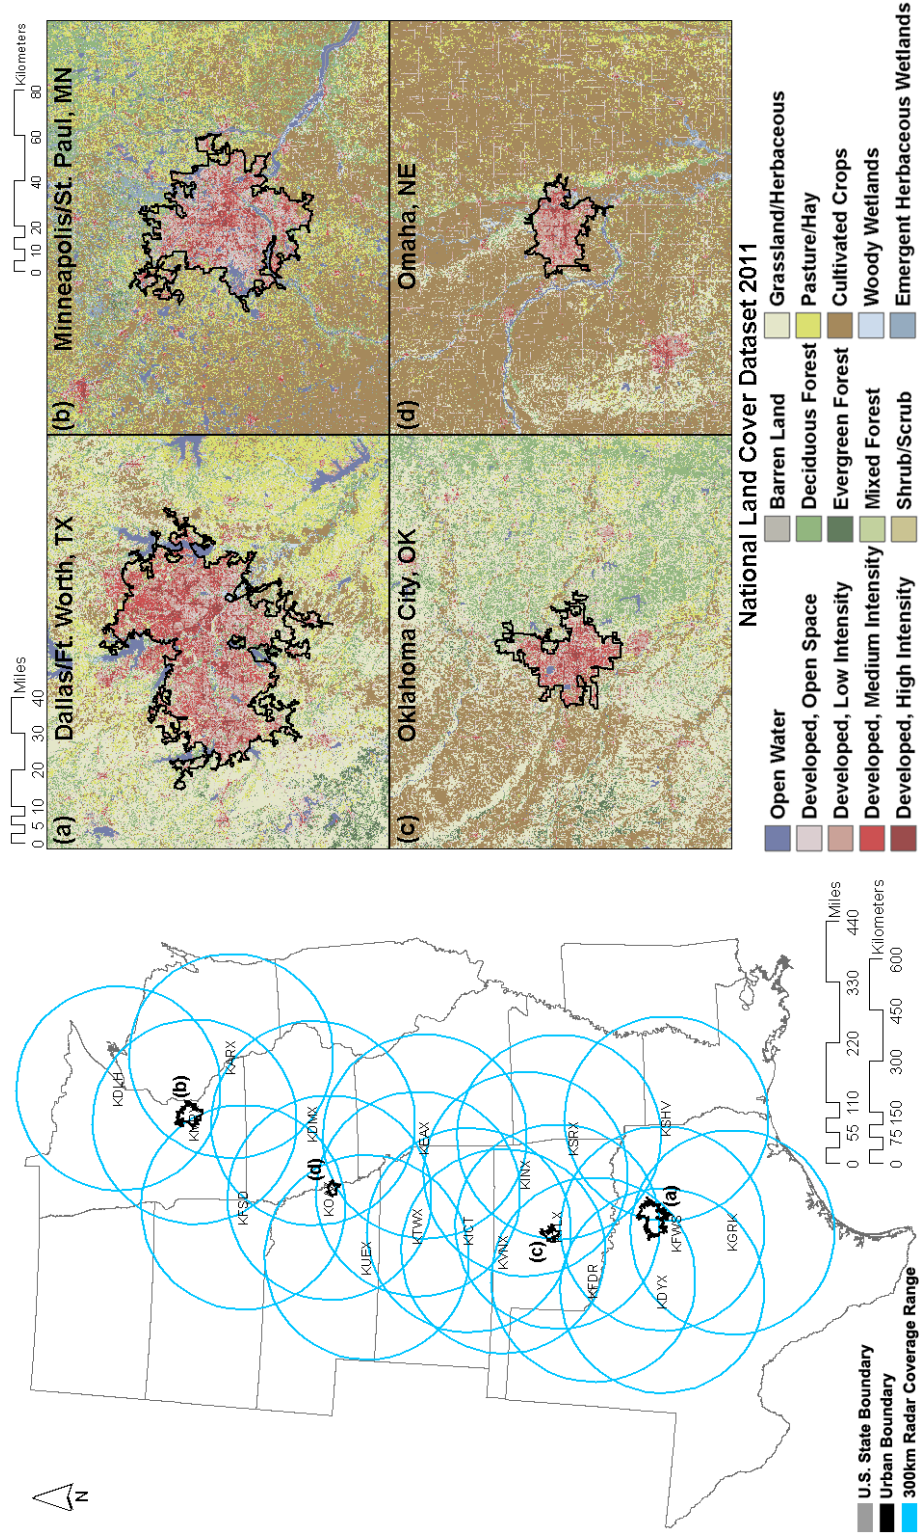 N
KDLH
(b)
KMP
KARX
KFSD
KDMX
(d)
KO
KUEX
KTWX
KEAX
KICT
KVNX
KINX
(c)
KTLX
KSRX
KFDR
(a)
KFWS
KDYX
KSHV
KGRK
U.S. State Boundary
Urban Boundary
300km Radar Coverage Range
0 55 110 220 330 440 Miles
0 75 150 300 450 600 Kilometers
0 5 10 20 30 40 Miles
0 10 20 40 60 80 Kilometers
(a) Dallas/Ft. Worth, TX
(b) Minneapolis/St. Paul, MN
(c) Oklahoma City, OK
(d) Omaha, NE
National Land Cover Dataset 2011
Open Water
Developed, Open Space
Developed, Low Intensity
Developed, Medium Intensity
Developed, High Intensity
Barren Land
Deciduous Forest
Evergreen Forest
Mixed Forest
Shrub/Scrub
Grassland/Herbaceous
Pasture/Hay
Cultivated Crops
Woody Wetlands
Emergent Herbaceous Wetlands